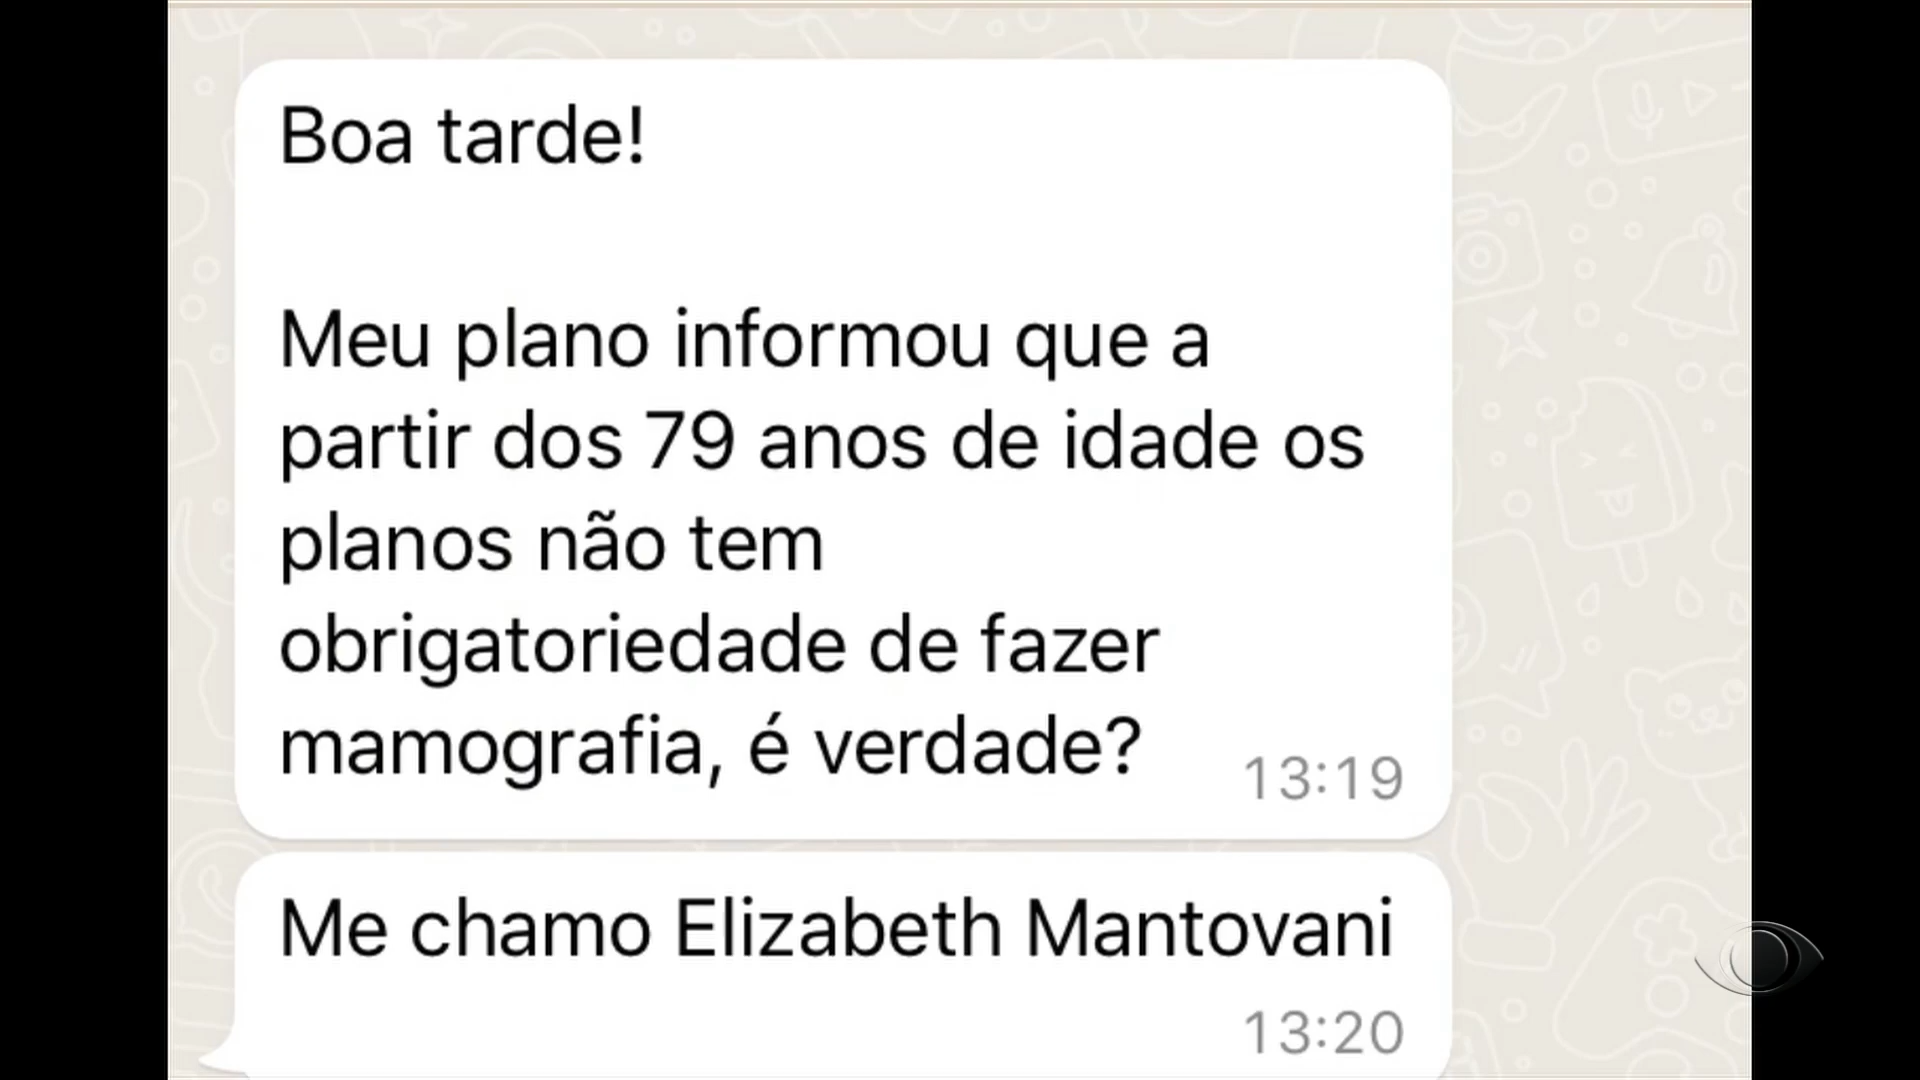 Boa tarde!
Meu plano informou que a
partir dos 79 anos de idade os
planos não tem
obrigatoriedade de fazer
mamografia, é verdade?
13:19
Me chamo Elizabeth Mantovani
13:20